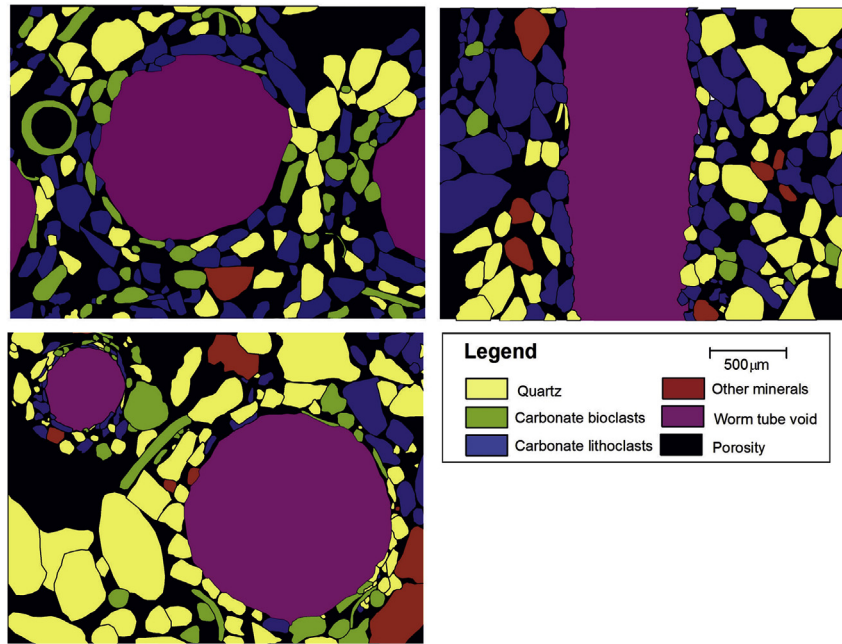 Legend
500µm
Quartz
Other minerals
Carbonate bioclasts
Worm tube void
Carbonate lithoclasts
Porosity